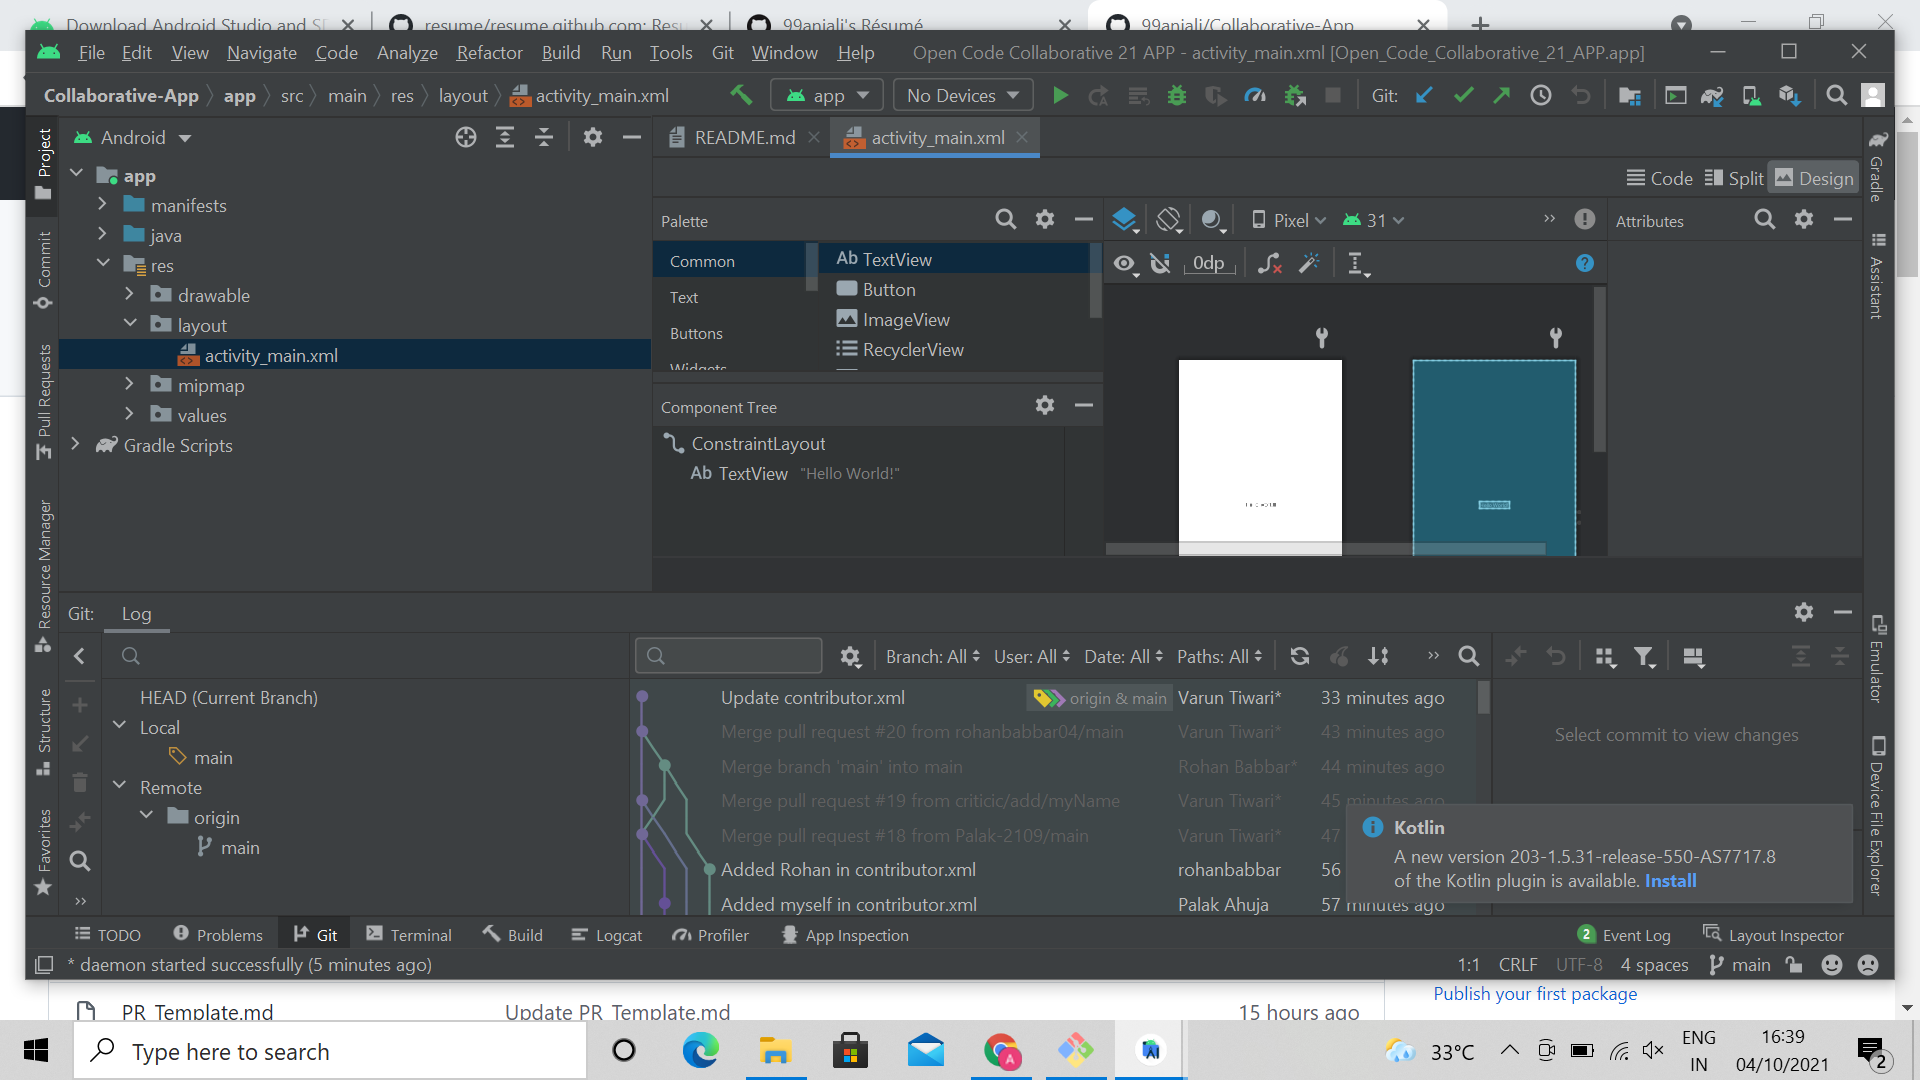 Download Android Studio and S
resume/resume.github.com: Resu
99anjali's Résumé
99anjali/Collaborative-App
File Edit View Navigate Code Analyze Refactor Build Run Tools Git Window Help
Open Code Collaborative 21 APP - activity_main.xml [Open_Code_Collaborative_21_APP.app]
Collaborative-App app src main res layout activity_main.xml
app
No Devices
Git:
Project
Commit
Pull Requests
Resource Manager
Structure
Favorites
Android
app
manifests
java
res
drawable
layout
activity_main.xml
mipmap
values
Gradle Scripts
README.md
activity_main.xml
Code Split Design
Palette
Common
Text
Buttons
Widgets
Ab TextView
Button
ImageView
RecyclerView
Component Tree
ConstraintLayout
Ab TextView "Hello World!"
Pixel
31
0dp
Attributes
Gradle
Assistant
Emulator
Device File Explorer
Git: Log
HEAD (Current Branch)
Local
main
Remote
origin
main
Branch: All User: All Date: All Paths: All
Update contributor.xml origin & main Varun Tiwari* 33 minutes ago
Merge pull request #20 from rohanbabbar04/main Varun Tiwari* 43 minutes ago
Merge branch 'main' into main Rohan Babbar* 44 minutes ago
Merge pull request #19 from criticic/add/myName Varun Tiwari* 45 minutes ago
Merge pull request #18 from Palak-2109/main Varun Tiwari* 47
Added Rohan in contributor.xml rohanbabbar 56
Added myself in contributor.xml Palak Ahuja 57 minutes ago
Select commit to view changes
Kotlin
A new version 203-1.5.31-release-550-AS7717.8
of the Kotlin plugin is available. Install
TODO Problems Git Terminal Build Logcat Profiler App Inspection
2 Event Log Layout Inspector
* daemon started successfully (5 minutes ago)
1:1 CRLF UTF-8 4 spaces main
Publish your first package
PR_Template.md Update PR_Template.md 15 hours ago
Type here to search
A
33°C
ENG
IN
16:39
04/10/2021
2